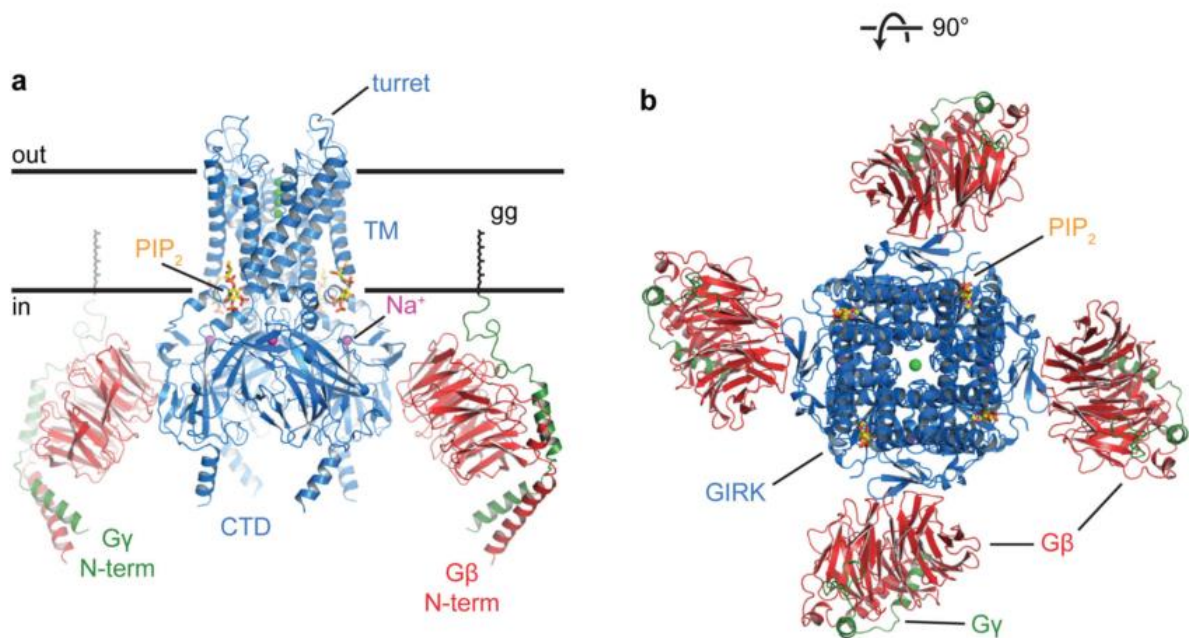 90°
a
turret
b
out
gg
PIP₂
TM
PIP₂
in
Na⁺
GIRK
CTD
Gβ
Gγ
N-term
Gβ
N-term
Gγ